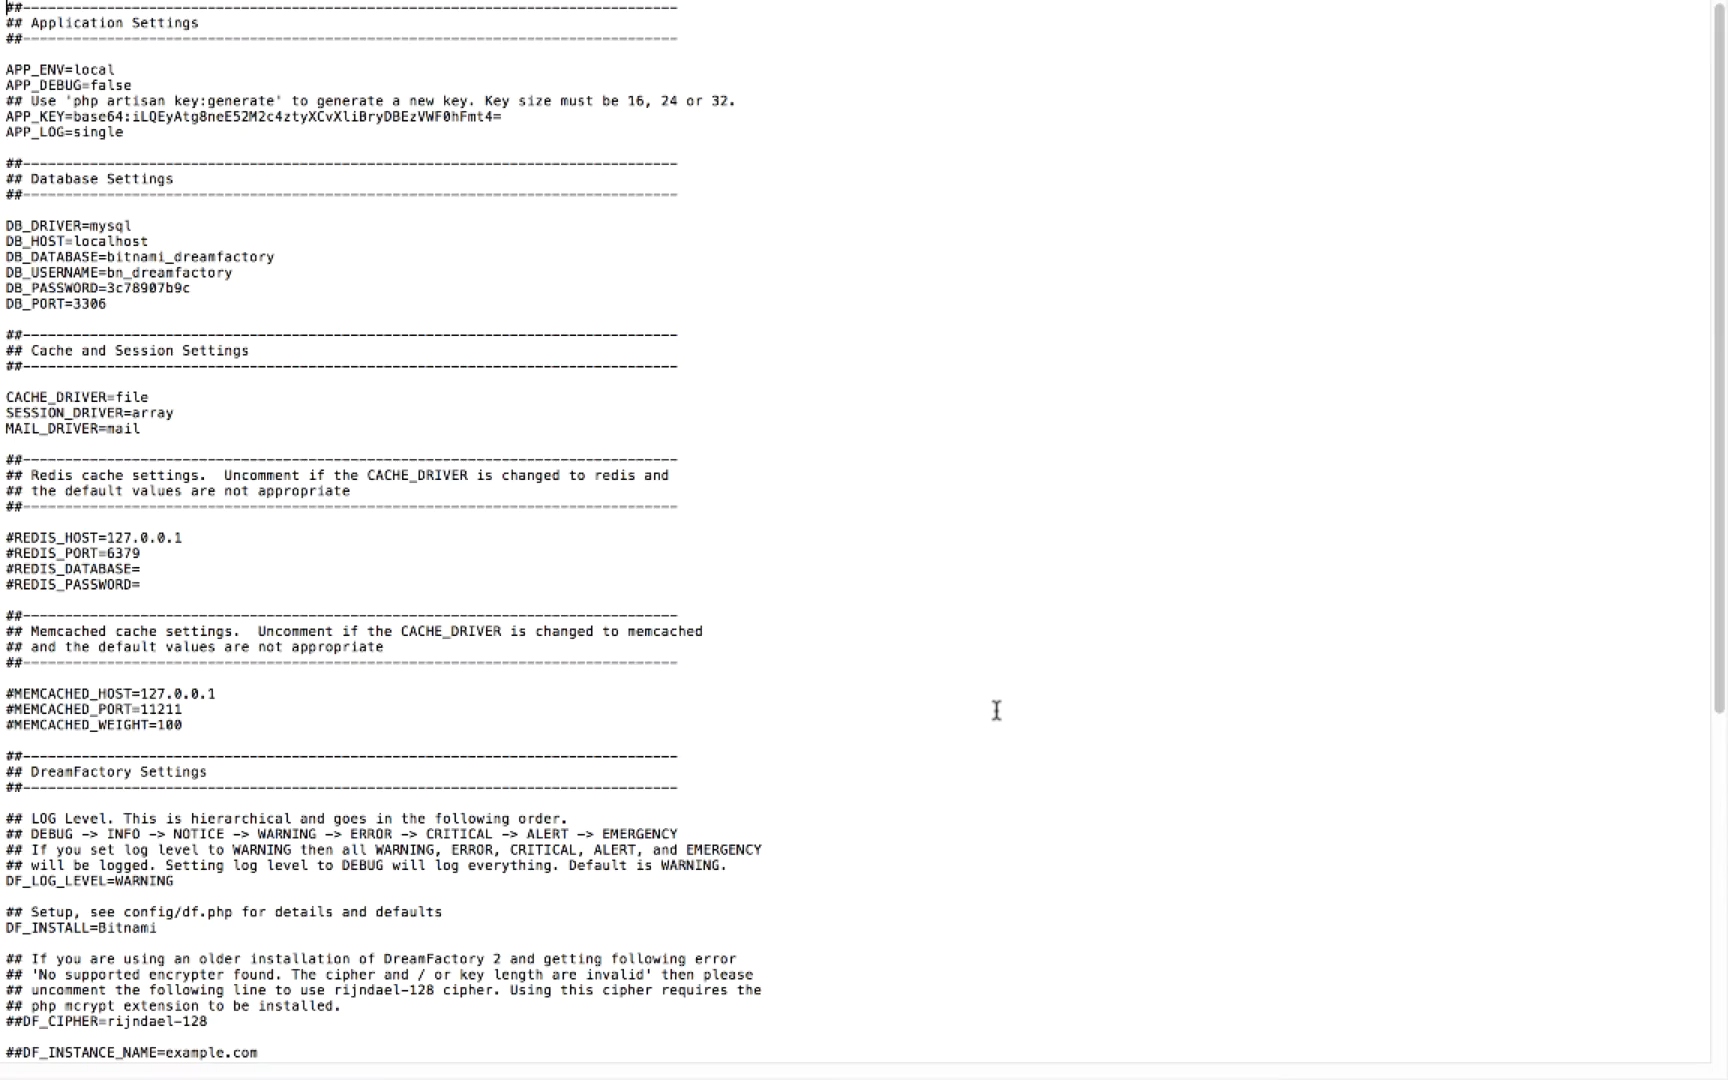 ##------------------------------------------------------------------------------
## Application Settings
##------------------------------------------------------------------------------
APP_ENV=local
APP_DEBUG=false
## Use 'php artisan key:generate' to generate a new key. Key size must be 16, 24 or 32.
APP_KEY=base64:iLQEyAtg8neE52M2c4ztyXCvXliBryDBEzVWF0hFmt4=
APP_LOG=single
##------------------------------------------------------------------------------
## Database Settings
##------------------------------------------------------------------------------
DB_DRIVER=mysql
DB_HOST=localhost
DB_DATABASE=bitnami_dreamfactory
DB_USERNAME=bn_dreamfactory
DB_PASSWORD=3c78907b9c
DB_PORT=3306
##------------------------------------------------------------------------------
## Cache and Session Settings
##------------------------------------------------------------------------------
CACHE_DRIVER=file
SESSION_DRIVER=array
MAIL_DRIVER=mail
##------------------------------------------------------------------------------
## Redis cache settings.  Uncomment if the CACHE_DRIVER is changed to redis and
## the default values are not appropriate
##------------------------------------------------------------------------------
#REDIS_HOST=127.0.0.1
#REDIS_PORT=6379
#REDIS_DATABASE=
#REDIS_PASSWORD=
##------------------------------------------------------------------------------
## Memcached cache settings.  Uncomment if the CACHE_DRIVER is changed to memcached
## and the default values are not appropriate
##------------------------------------------------------------------------------
#MEMCACHED_HOST=127.0.0.1
#MEMCACHED_PORT=11211
#MEMCACHED_WEIGHT=100
##------------------------------------------------------------------------------
## DreamFactory Settings
##------------------------------------------------------------------------------
## LOG Level. This is hierarchical and goes in the following order.
## DEBUG -> INFO -> NOTICE -> WARNING -> ERROR -> CRITICAL -> ALERT -> EMERGENCY
## If you set log level to WARNING then all WARNING, ERROR, CRITICAL, ALERT, and EMERGENCY
## will be logged. Setting log level to DEBUG will log everything. Default is WARNING.
DF_LOG_LEVEL=WARNING
## Setup, see config/df.php for details and defaults
DF_INSTALL=Bitnami
## If you are using an older installation of DreamFactory 2 and getting following error
## 'No supported encrypter found. The cipher and / or key length are invalid' then please
## uncomment the following line to use rijndael-128 cipher. Using this cipher requires the
## php mcrypt extension to be installed.
##DF_CIPHER=rijndael-128
##DF_INSTANCE_NAME=example.com